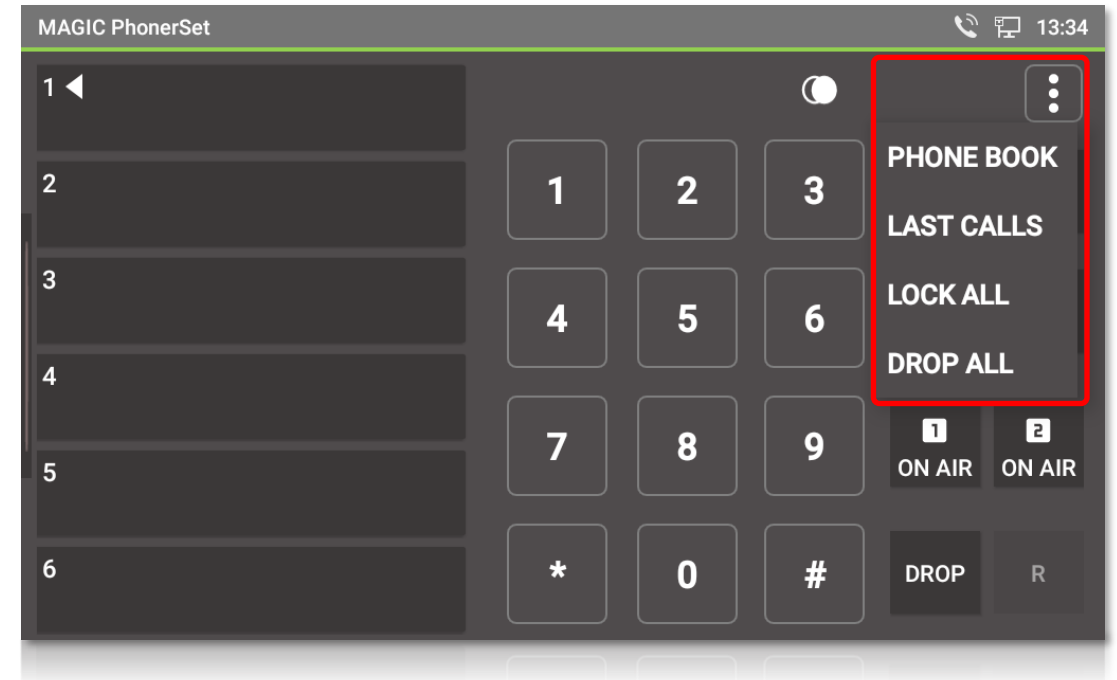 MAGIC PhonerSet 13:34
1
2
3
4
5
6
1 2 3
4 5 6
7 8 9
* 0 #
PHONE BOOK
LAST CALLS
LOCK ALL
DROP ALL
1 2
ON AIR ON AIR
DROP R